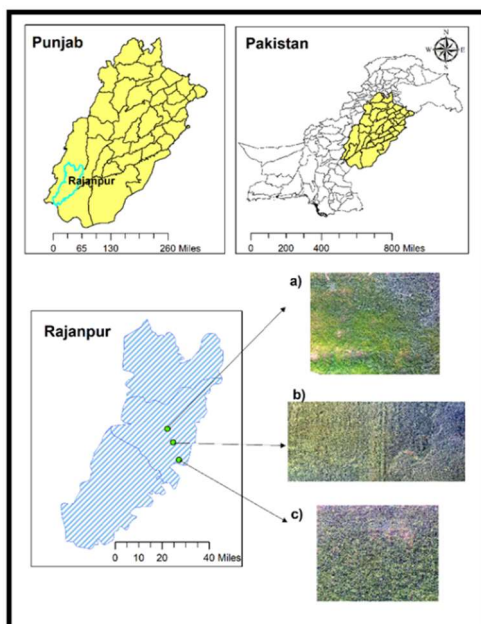 Punjab
Rajanpur
0 65 130 260 Miles
Pakistan
N
W E
S
0 200 400 800 Miles
Rajanpur
0 10 20 40 Miles
a)
b)
c)